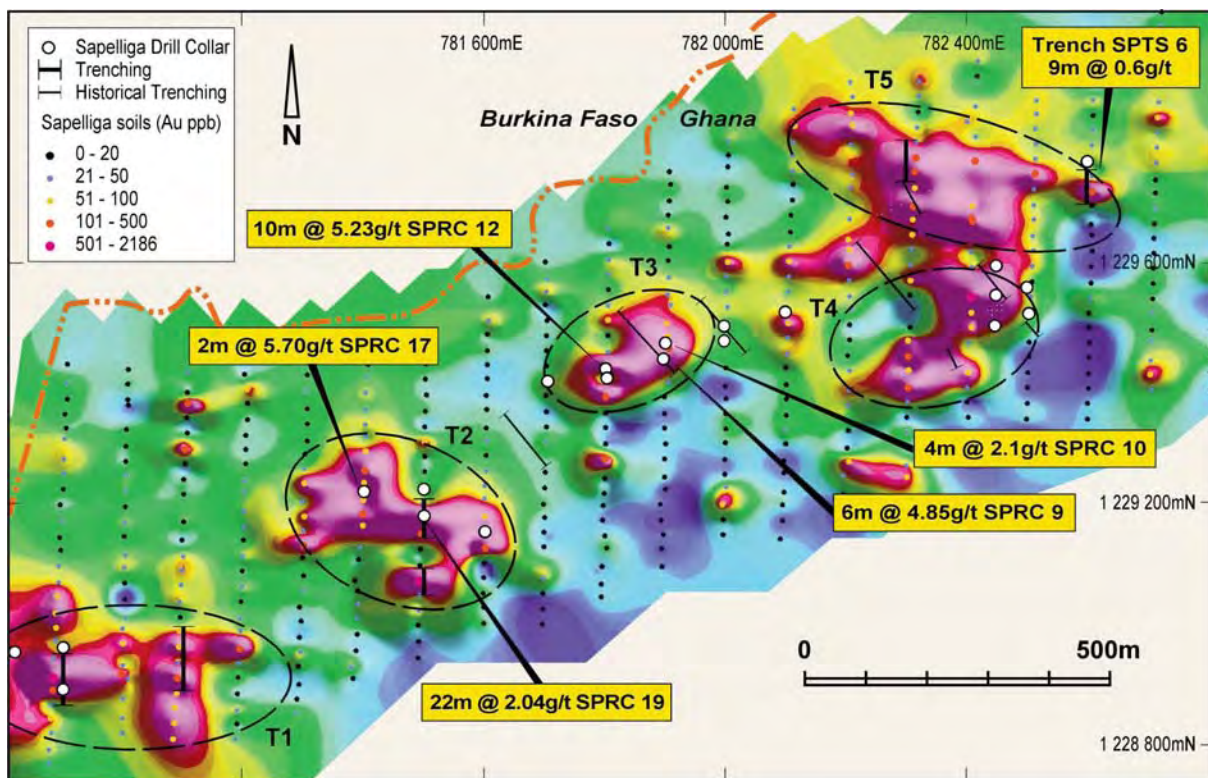 Sapelliga Drill Collar
Trenching
Historical Trenching
Sapelliga soils (Au ppb)
0 - 20
21 - 50
51 - 100
101 - 500
501 - 2186
N
781 600mE
782 000mE
782 400mE
Trench SPTS 6
9m @ 0.6g/t
T5
Burkina Faso
Ghana
10m @ 5.23g/t SPRC 12
T3
1 229 600mN
T4
2m @ 5.70g/t SPRC 17
T2
4m @ 2.1g/t SPRC 10
6m @ 4.85g/t SPRC 9
1 229 200mN
0
500m
22m @ 2.04g/t SPRC 19
T1
1 228 800mN